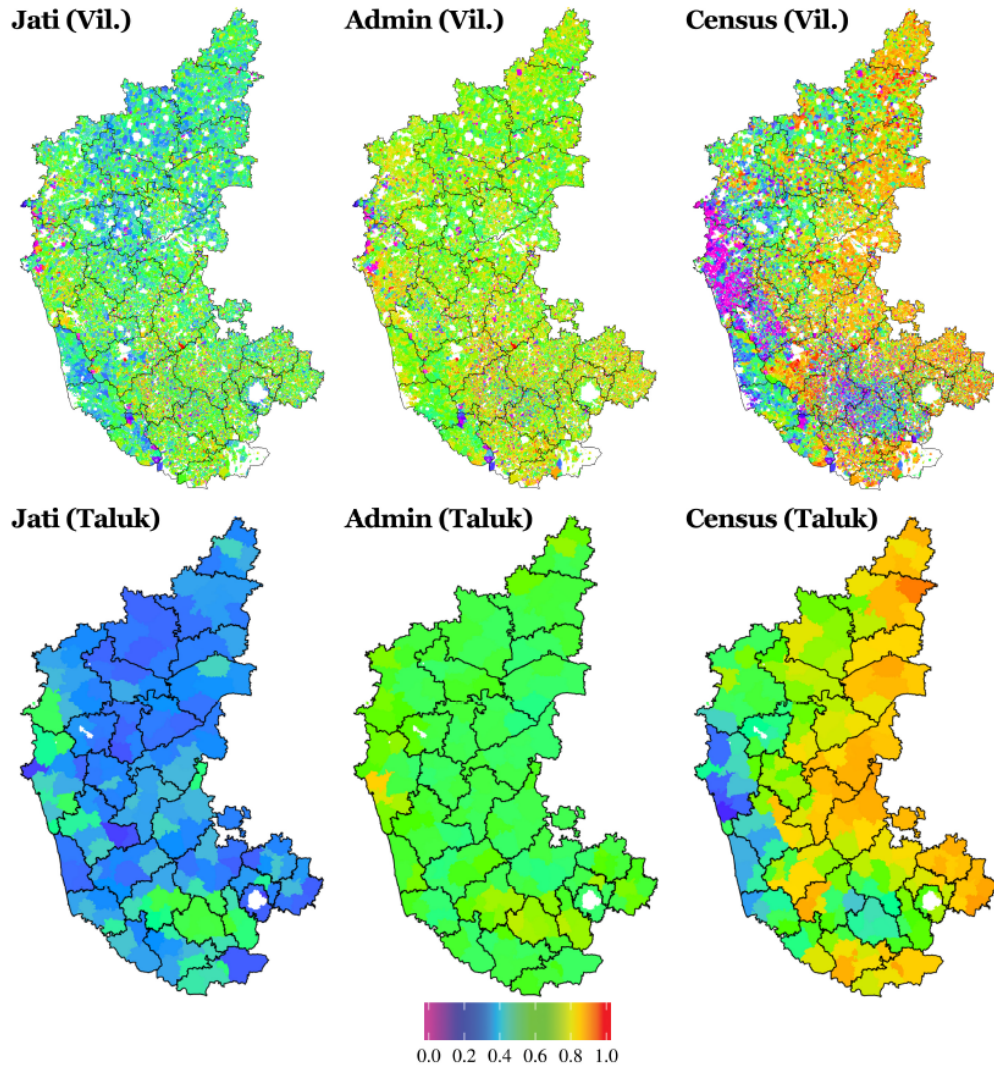 Jati (Vil.) Admin (Vil.) Census (Vil.)
Jati (Taluk) Admin (Taluk) Census (Taluk)
0.0 0.2 0.4 0.6 0.8 1.0